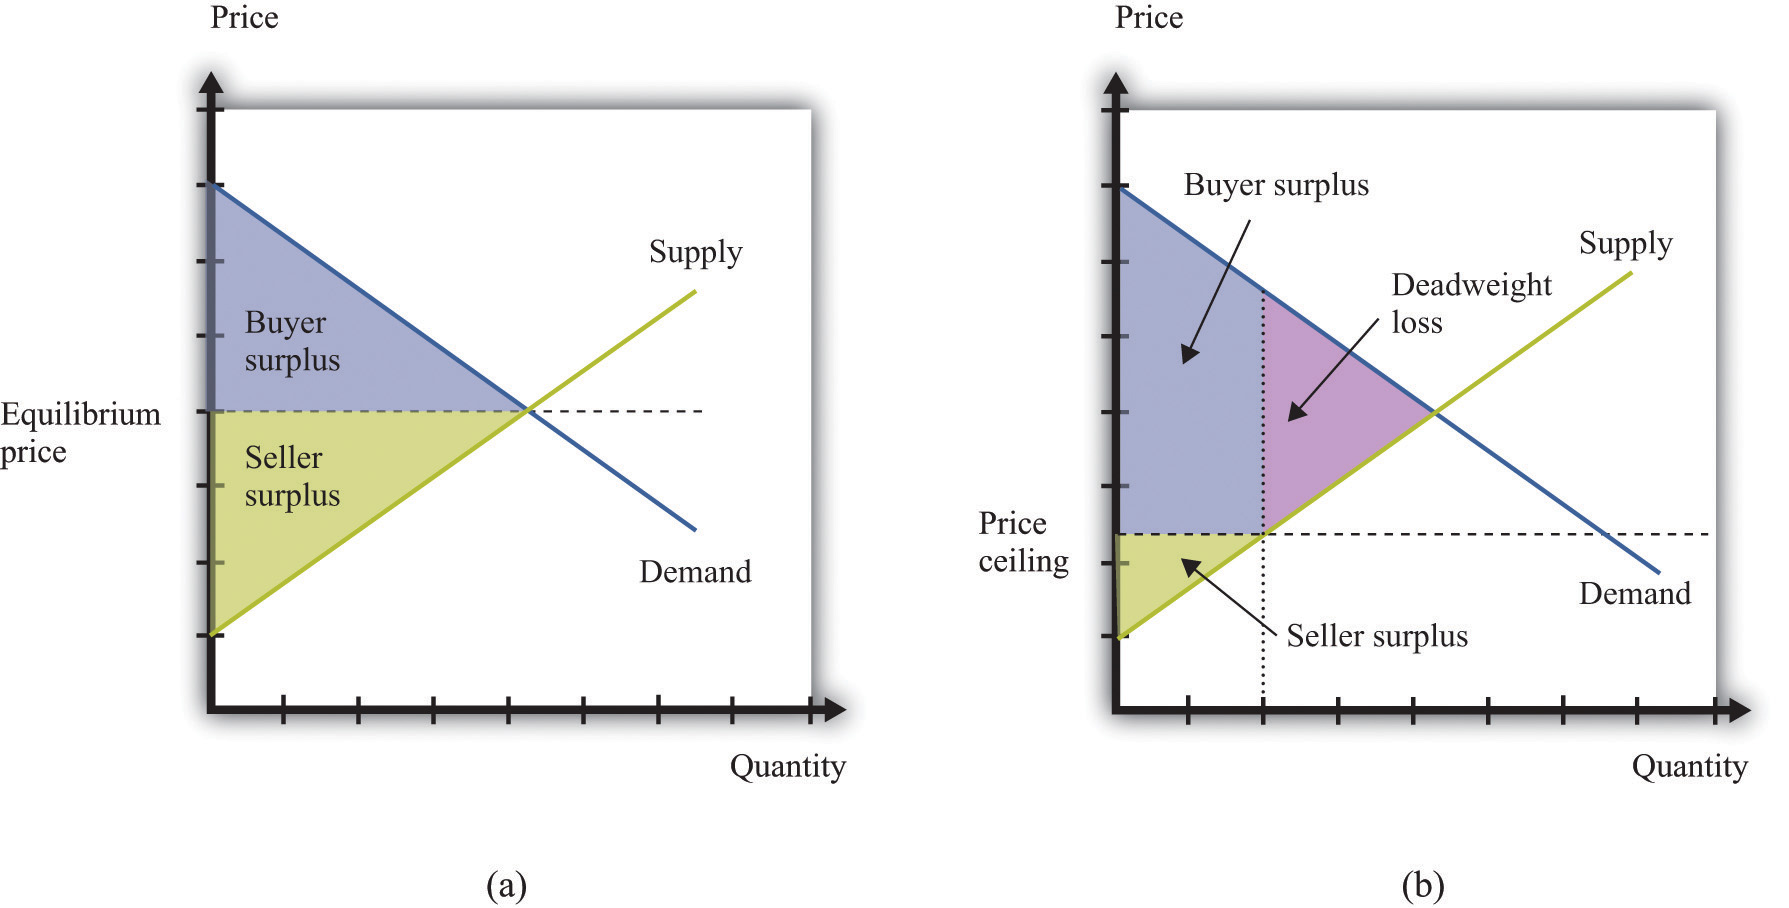 Price
Buyer
surplus
Supply
Equilibrium
price
Seller
surplus
Demand
Quantity
(a)
Price
Buyer surplus
Supply
Deadweight
loss
Price
ceiling
Demand
Seller surplus
Quantity
(b)